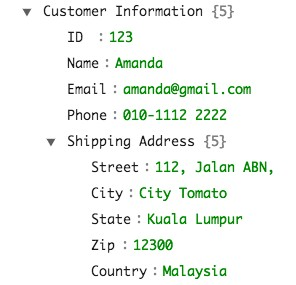 Customer Information {5}
ID : 123
Name : Amanda
Email : amanda@gmail.com
Phone : 010-1112 2222
Shipping Address {5}
Street : 112, Jalan ABN,
City : City Tomato
State : Kuala Lumpur
Zip : 12300
Country : Malaysia